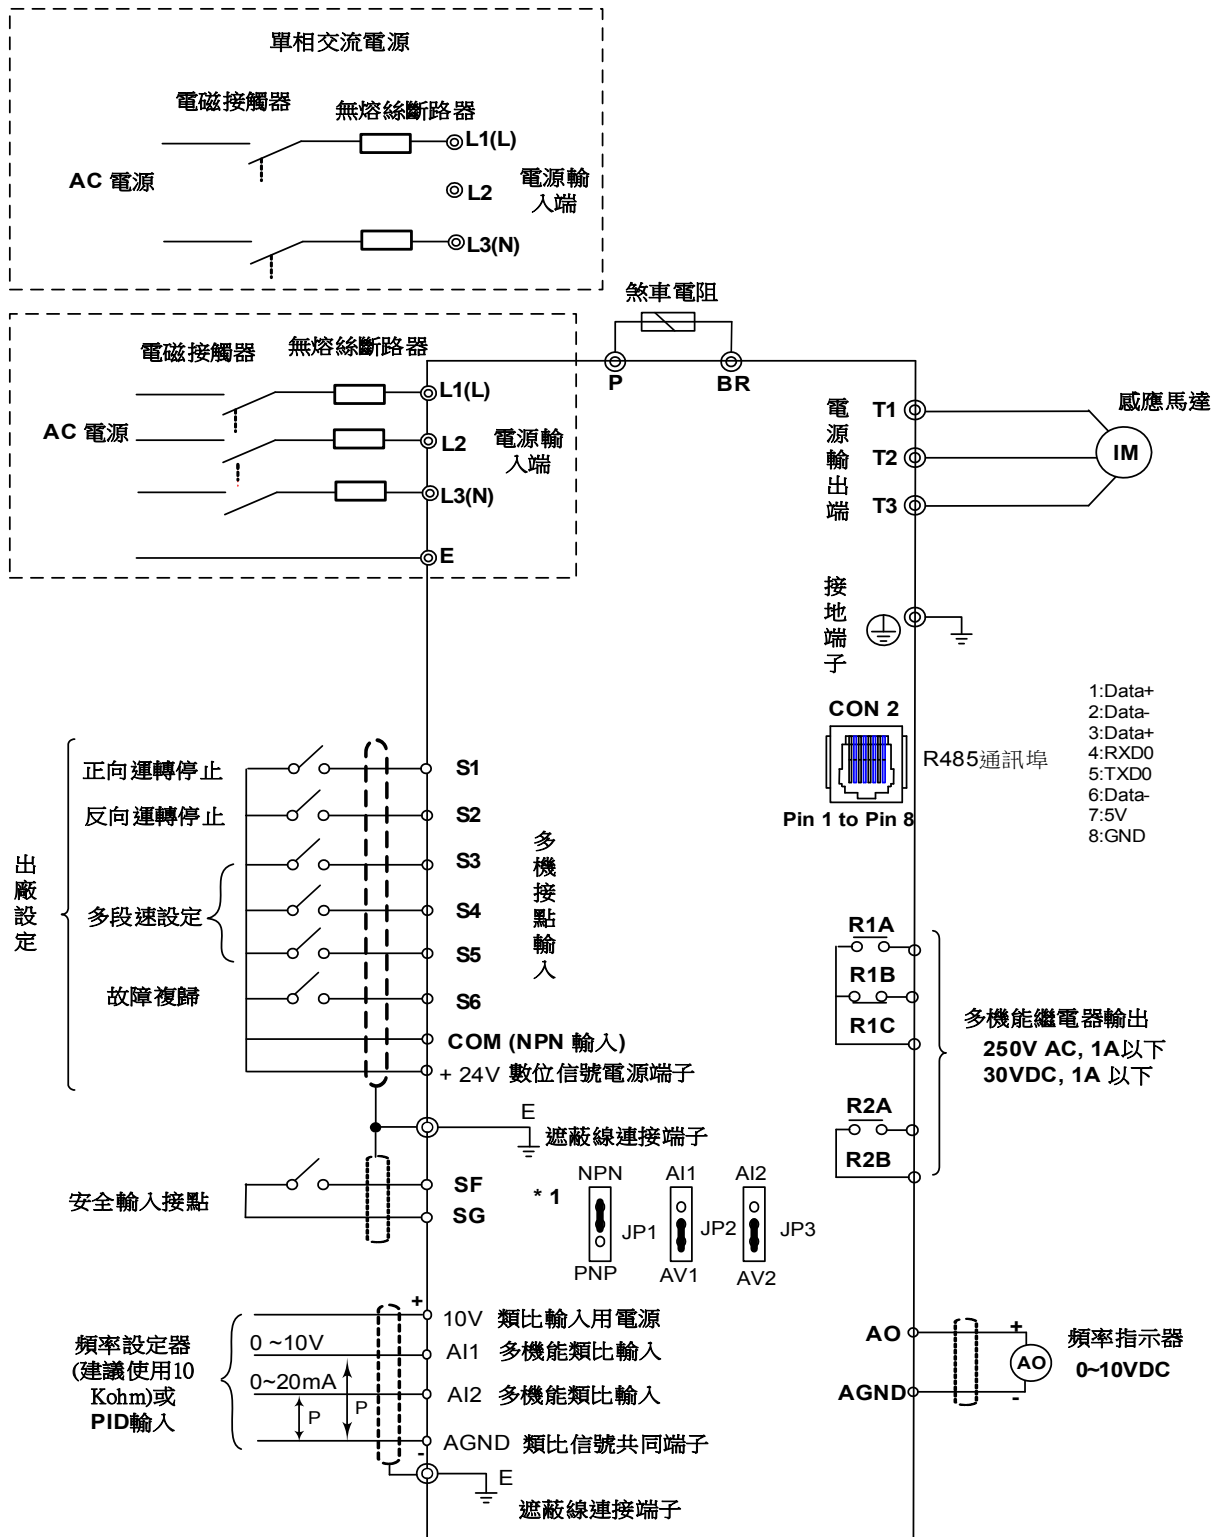 單相交流電源
電磁接觸器
無熔絲斷路器
L1(L)
AC 電源
L2
電源輸
入端
L3(N)
煞車電阻
P
BR
電磁接觸器
無熔絲斷路器
L1(L)
AC 電源
L2
電源輸
入端
L3(N)
E
電源輸出端
T1
T2
T3
感應馬達
IM
接地端子
CON 2
R485通訊埠
Pin 1 to Pin 8
1:Data+
2:Data-
3:Data+
4:RXD0
5:TXD0
6:Data-
7:5V
8:GND
出廠設定
正向運轉停止
S1
反向運轉停止
S2
多段速設定
S3
S4
S5
故障複歸
S6
多機接點輸入
COM (NPN 輸入)
+ 24V 數位信號電源端子
E
遮蔽線連接端子
R1A
R1B
R1C
多機能繼電器輸出
250V AC, 1A以下
30VDC, 1A 以下
R2A
R2B
安全輸入接點
SF
SG
* 1
NPN
JP1
PNP
AI1
JP2
AV1
AI2
JP3
AV2
頻率設定器
(建議使用10
Kohm)或
PID輸入
+
10V 類比輸入用電源
0 ~10V
AI1 多機能類比輸入
0~20mA
AI2 多機能類比輸入
P
P
AGND 類比信號共同端子
-
E
遮蔽線連接端子
AO
AGND
+
AO
-
頻率指示器
0~10VDC